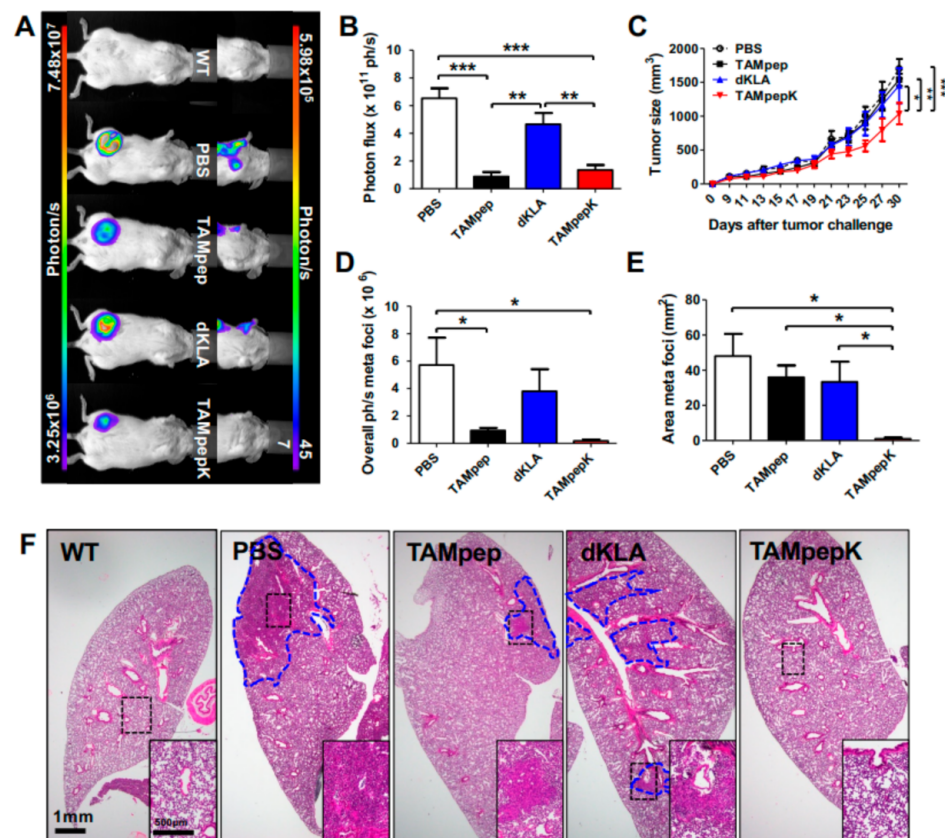 A
7.48x10⁷
Photon/s
3.25x10⁶
WT
PBS
TAMpep
dKLA
TAMpepK
5.98x10⁵
Photon/s
45
7
B
Photon flux (x 10¹¹ ph/s)
10
8
6
4
2
0
***
***
**
**
PBS
TAMpep
dKLA
TAMpepK
C
Tumor size (mm³)
2000
1500
1000
500
0
PBS
TAMpep
dKLA
TAMpepK
*
**
***
0 9 11 13 15 17 19 21 23 25 27 30
Days after tumor challenge
D
Overall ph/s meta foci (x 10⁶)
10
8
6
4
2
0
*
*
PBS
TAMpep
dKLA
TAMpepK
E
Area meta foci (mm²)
80
60
40
20
0
*
*
*
PBS
TAMpep
dKLA
TAMpepK
F
WT
PBS
TAMpep
dKLA
TAMpepK
1mm
500µm